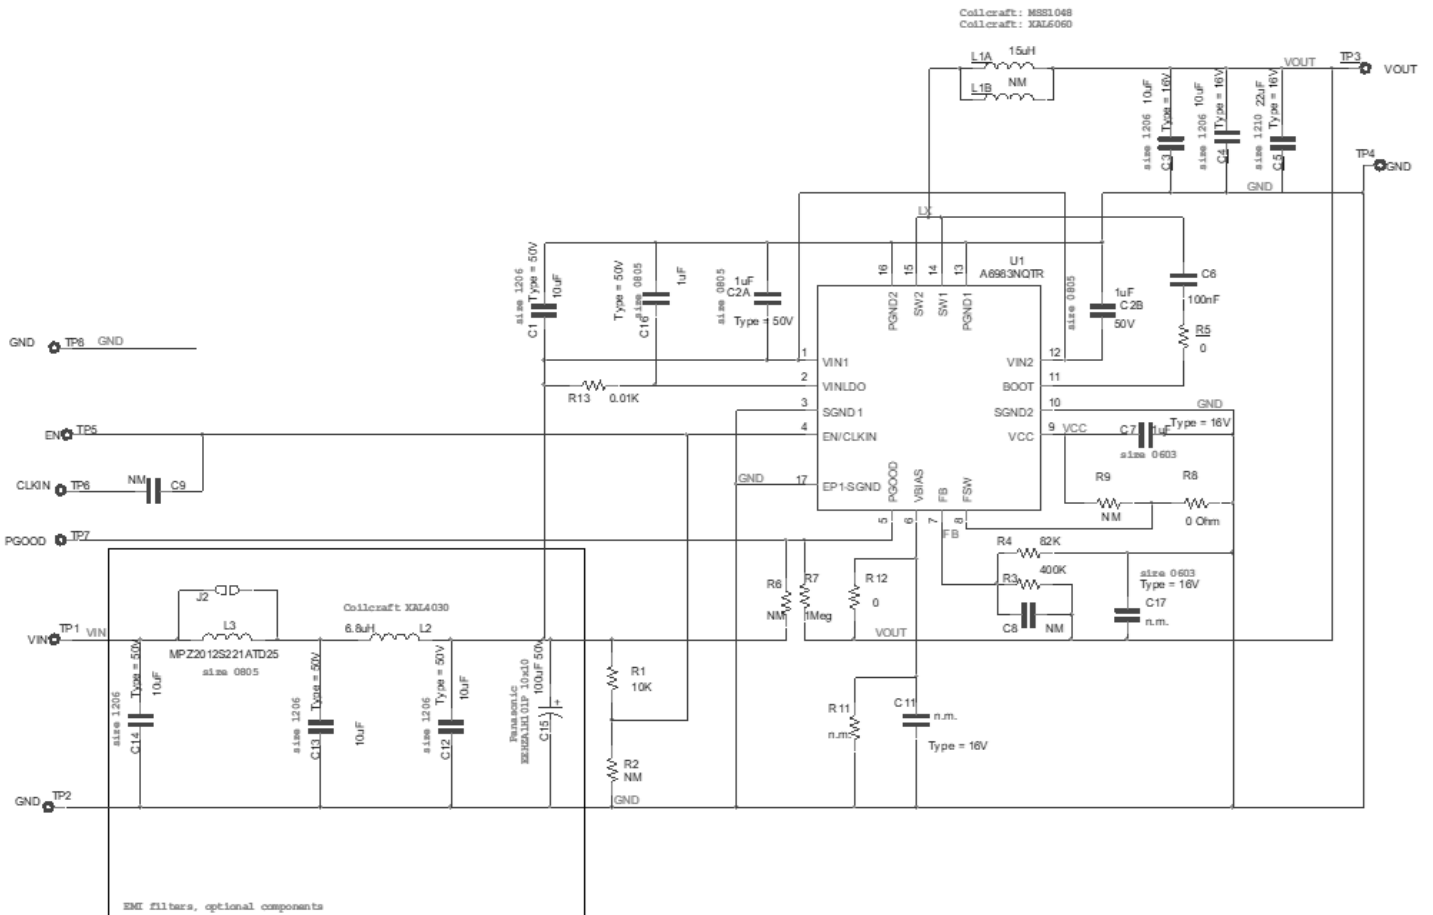 Coilcraft: MSS1048
Coilcraft: XAL6060
L1A
15uH
NM
L1B
VOUT
TP3
VOUT
size 1206
10uF
Type = 16V
C3
size 1206
10uF
Type = 16V
C4
size 1210
22uF
Type = 16V
C5
TP4
GND
GND
LX
size 1206
Type = 50V
10uF
C1
Type = 50V
size 0805
1uF
C16
size 0805
1uF
C2A
Type = 50V
16
15
14
13
U1
A6983NQTR
PGND2
SW2
SW1
PGND1
size 0805
1uF
C2B
50V
C6
100nF
R5
0
GND
TP8
GND
1
VIN1
VIN2
12
2
VINLDO
BOOT
11
R13
0.01K
3
SGND1
SGND2
10
GND
EN
TP5
4
EN/CLKIN
VCC
9
VCC
C7
1uF
Type = 16V
size 0603
CLKIN
TP6
NM
C9
GND
17
EP1-SGND
PGOOD
VBIAS
FB
FSW
R9
NM
R8
0 Ohm
5
6
7
8
FB
PGOOD
TP7
R4
82K
400K
R3
C8
NM
size 0603
Type = 16V
C17
n.m.
R6
NM
R7
1Meg
R12
0
VOUT
J2
Coilcraft XAL4030
VIN
TP1
VIN
L3
6.8uH
L2
MPZ2012S221ATD25
size 0805
size 1206
Type = 50V
10uF
C14
size 1206
Type = 50V
10uF
C13
size 1206
Type = 50V
10uF
C12
Panasonic
EEHZA1H101P 10x10
100uF 50V
+
C15
R1
10K
R2
NM
R11
n.m.
C11
n.m.
Type = 16V
GND
TP2
GND
EMI filters, optional components